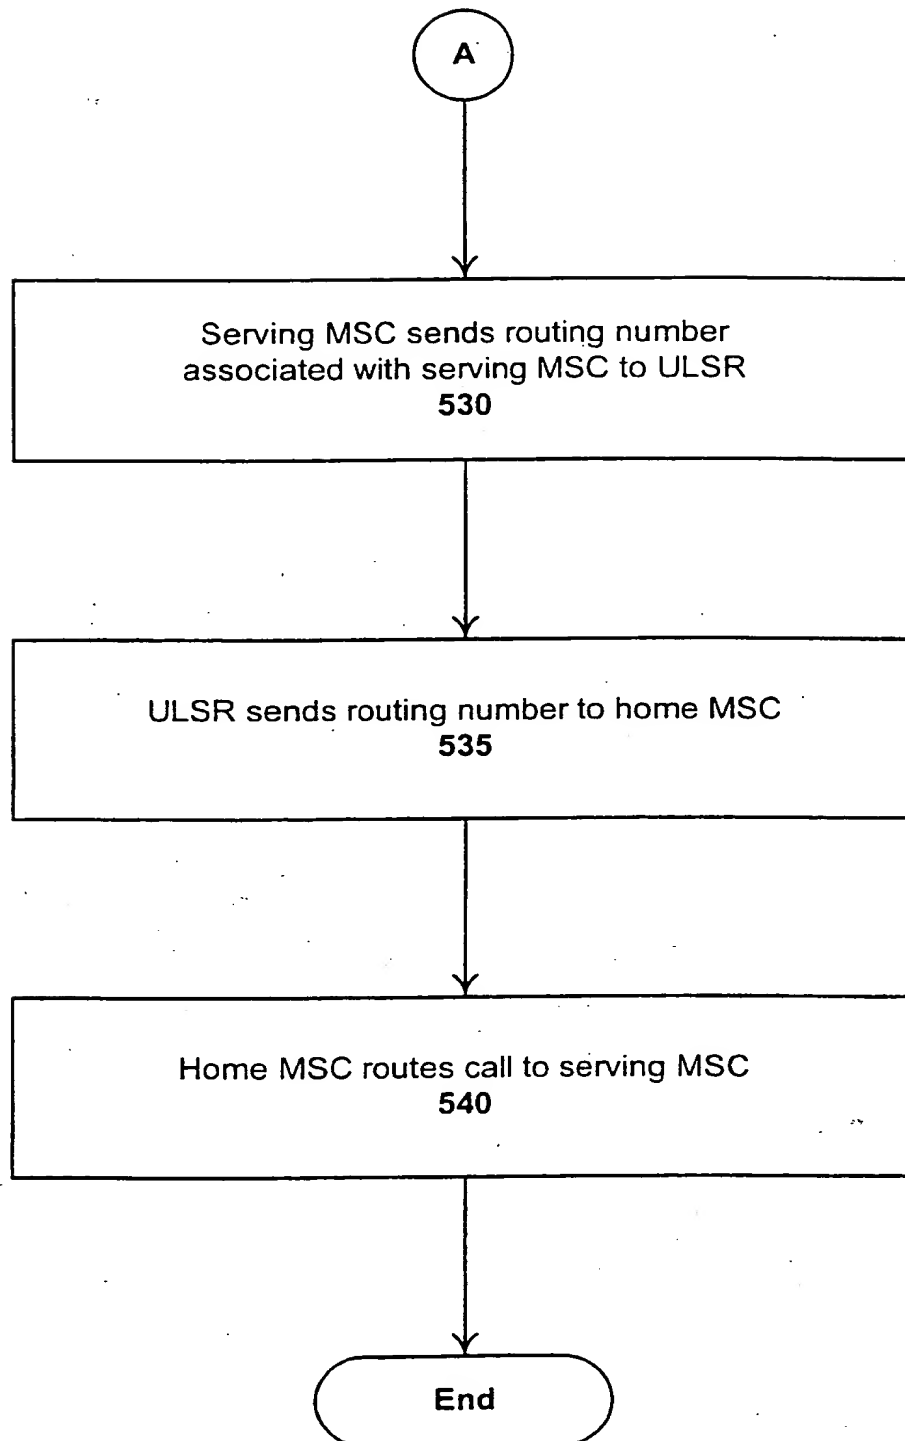 A
Serving MSC sends routing number
associated with serving MSC to ULSR
530
ULSR sends routing number to home MSC
535
Home MSC routes call to serving MSC
540
End